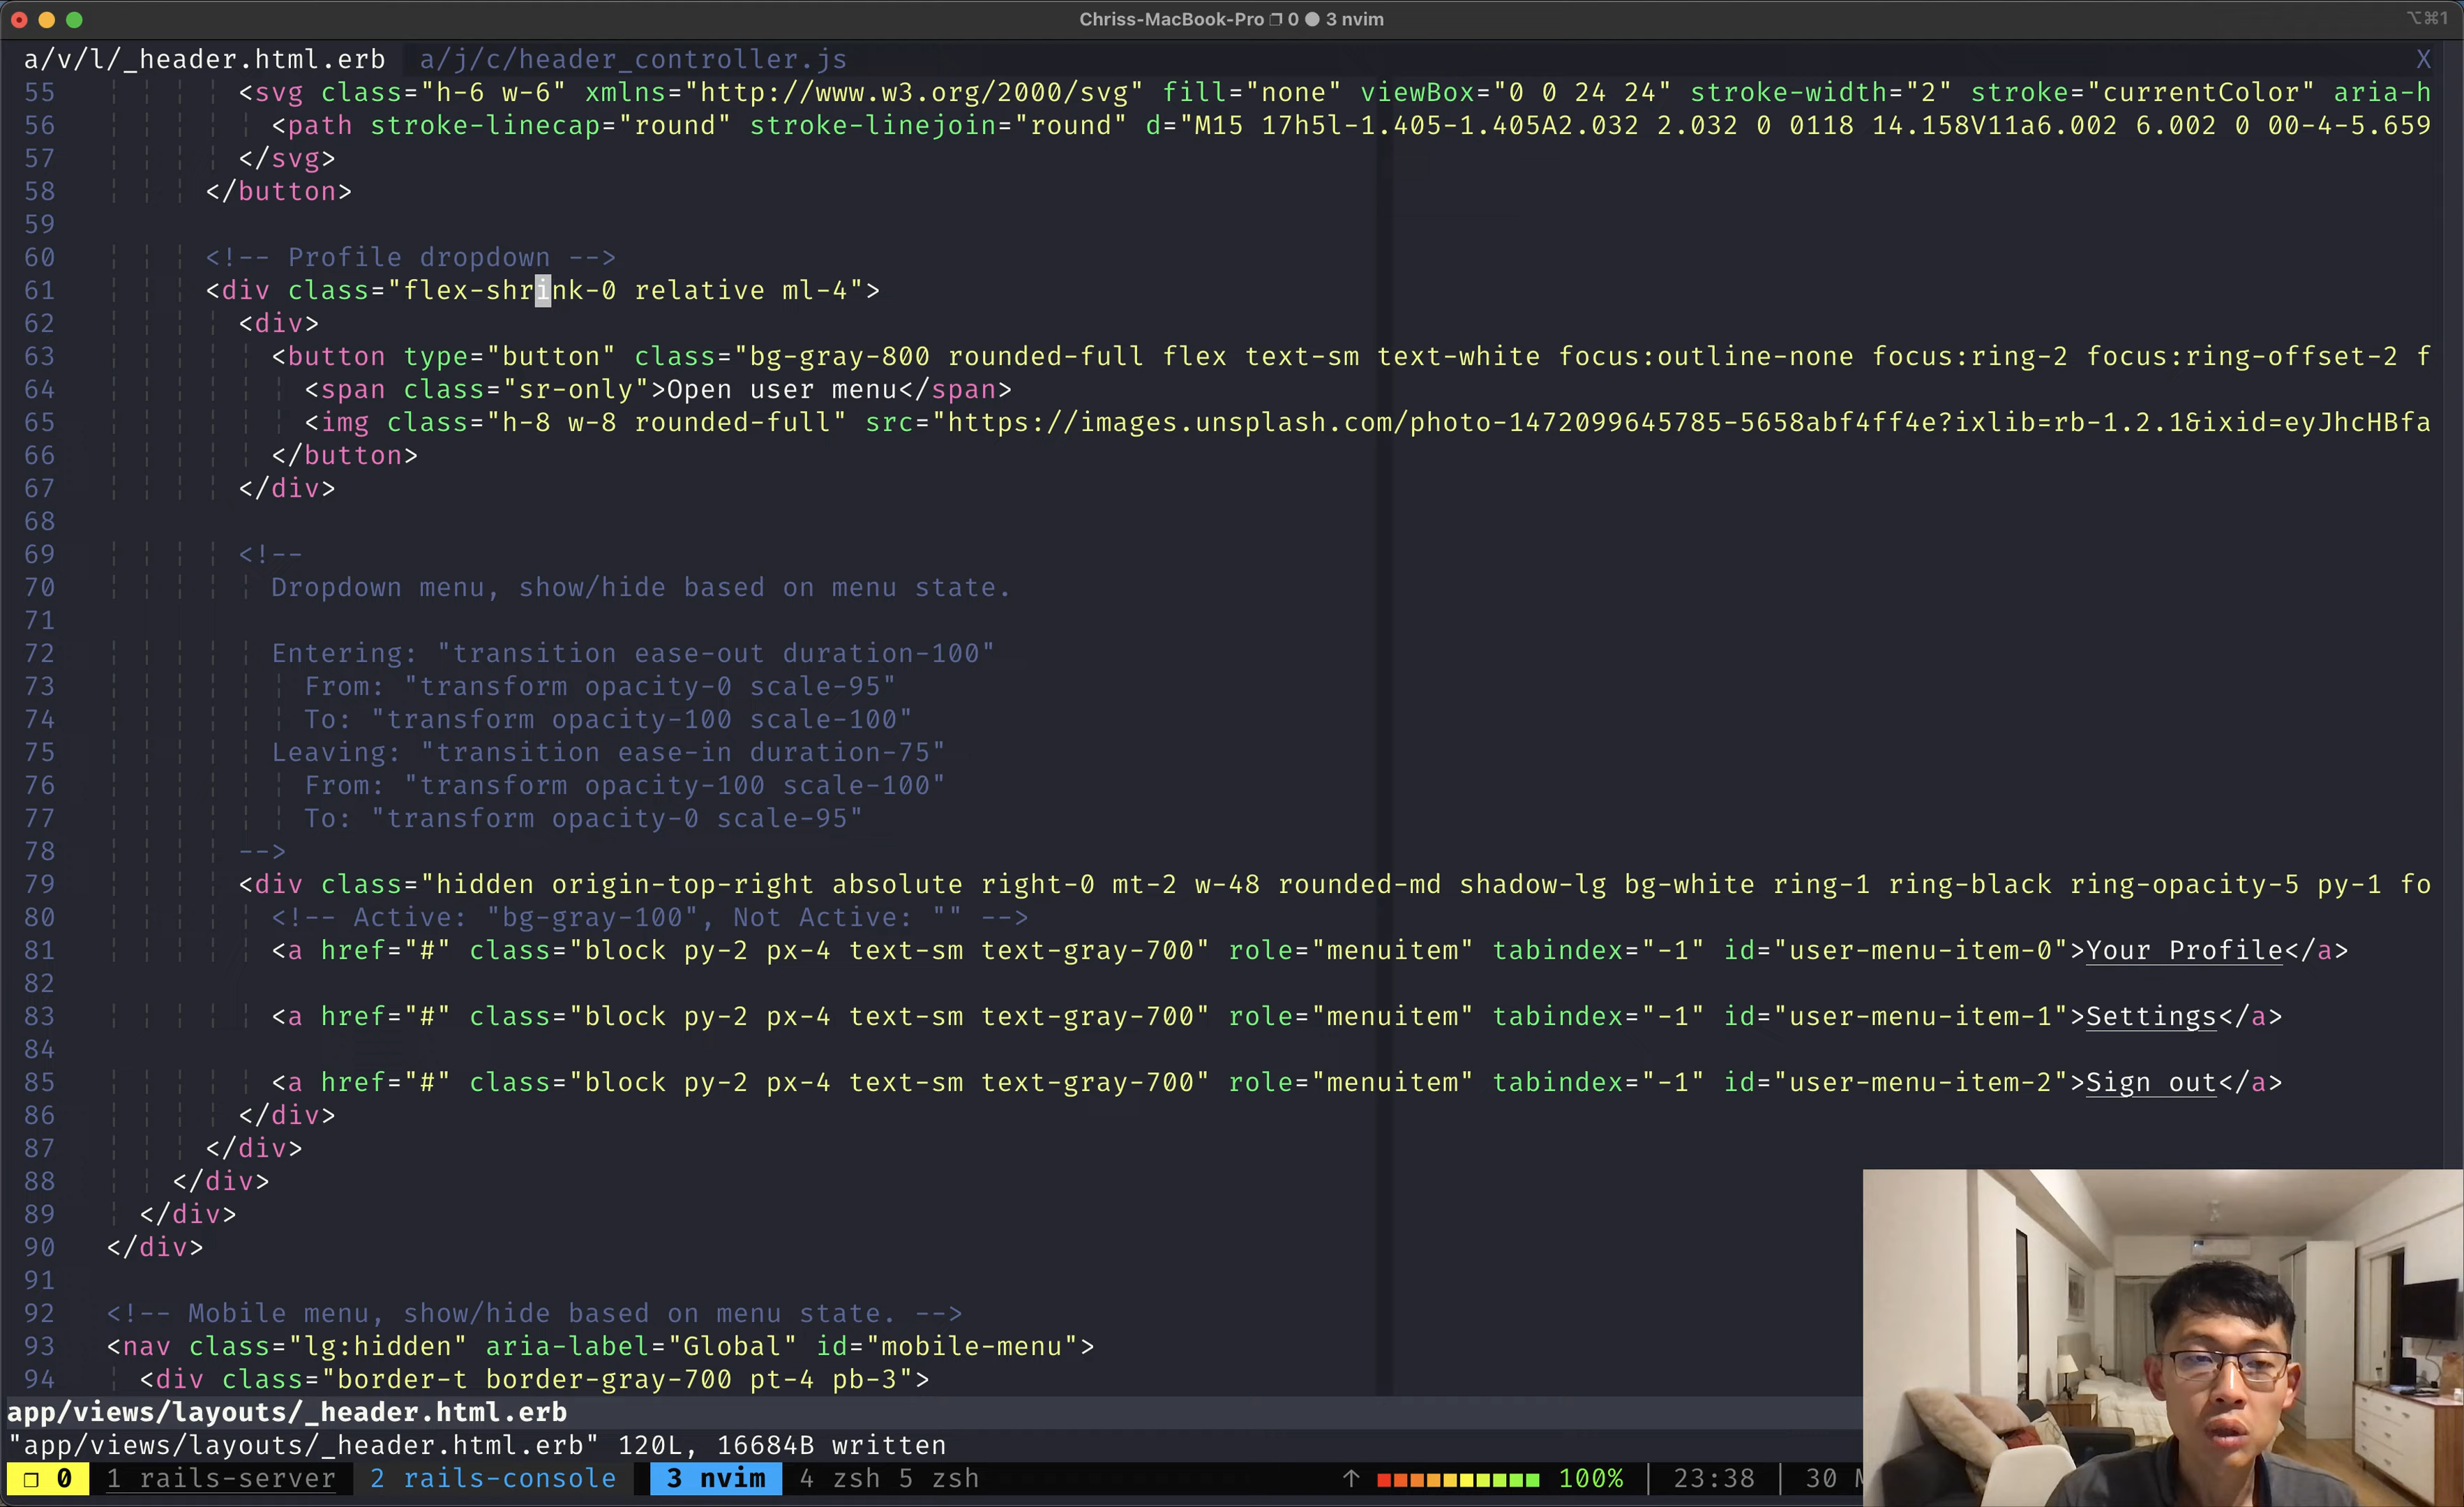 Chriss-MacBook-Pro ❐ 0 ● 3 nvim
⌥⌘1
a/v/l/_header.html.erb a/j/c/header_controller.js X
55 <svg class="h-6 w-6" xmlns="http://www.w3.org/2000/svg" fill="none" viewBox="0 0 24 24" stroke-width="2" stroke="currentColor" aria-h
56 <path stroke-linecap="round" stroke-linejoin="round" d="M15 17h5l-1.405-1.405A2.032 2.032 0 0118 14.158V11a6.002 6.002 0 00-4-5.659
57 </svg>
58 </button>
59
60 <!-- Profile dropdown -->
61 <div class="flex-shrink-0 relative ml-4">
62 <div>
63 <button type="button" class="bg-gray-800 rounded-full flex text-sm text-white focus:outline-none focus:ring-2 focus:ring-offset-2 f
64 <span class="sr-only">Open user menu</span>
65 <img class="h-8 w-8 rounded-full" src="https://images.unsplash.com/photo-1472099645785-5658abf4ff4e?ixlib=rb-1.2.1&ixid=eyJhcHBfa
66 </button>
67 </div>
68
69 <!--
70 Dropdown menu, show/hide based on menu state.
71
72 Entering: "transition ease-out duration-100"
73 From: "transform opacity-0 scale-95"
74 To: "transform opacity-100 scale-100"
75 Leaving: "transition ease-in duration-75"
76 From: "transform opacity-100 scale-100"
77 To: "transform opacity-0 scale-95"
78 -->
79 <div class="hidden origin-top-right absolute right-0 mt-2 w-48 rounded-md shadow-lg bg-white ring-1 ring-black ring-opacity-5 py-1 fo
80 <!-- Active: "bg-gray-100", Not Active: "" -->
81 <a href="#" class="block py-2 px-4 text-sm text-gray-700" role="menuitem" tabindex="-1" id="user-menu-item-0">Your Profile</a>
82
83 <a href="#" class="block py-2 px-4 text-sm text-gray-700" role="menuitem" tabindex="-1" id="user-menu-item-1">Settings</a>
84
85 <a href="#" class="block py-2 px-4 text-sm text-gray-700" role="menuitem" tabindex="-1" id="user-menu-item-2">Sign out</a>
86 </div>
87 </div>
88 </div>
89 </div>
90 </div>
91
92 <!-- Mobile menu, show/hide based on menu state. -->
93 <nav class="lg:hidden" aria-label="Global" id="mobile-menu">
94 <div class="border-t border-gray-700 pt-4 pb-3">
app/views/layouts/_header.html.erb
"app/views/layouts/_header.html.erb" 120L, 16684B written
❐ 0 1 rails-server 2 rails-console 3 nvim 4 zsh 5 zsh ↑ 100% | 23:38 | 30